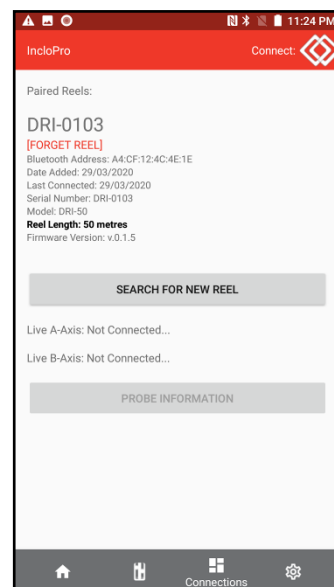 11:24 PM
IncloPro
Connect:
Paired Reels:
DRI-0103
[FORGET REEL]
Bluetooth Address: A4:CF:12:4C:4E:1E
Date Added: 29/03/2020
Last Connected: 29/03/2020
Serial Number: DRI-0103
Model: DRI-50
Reel Length: 50 metres
Firmware Version: v.0.1.5
SEARCH FOR NEW REEL
Live A-Axis: Not Connected...
Live B-Axis: Not Connected...
PROBE INFORMATION
Connections